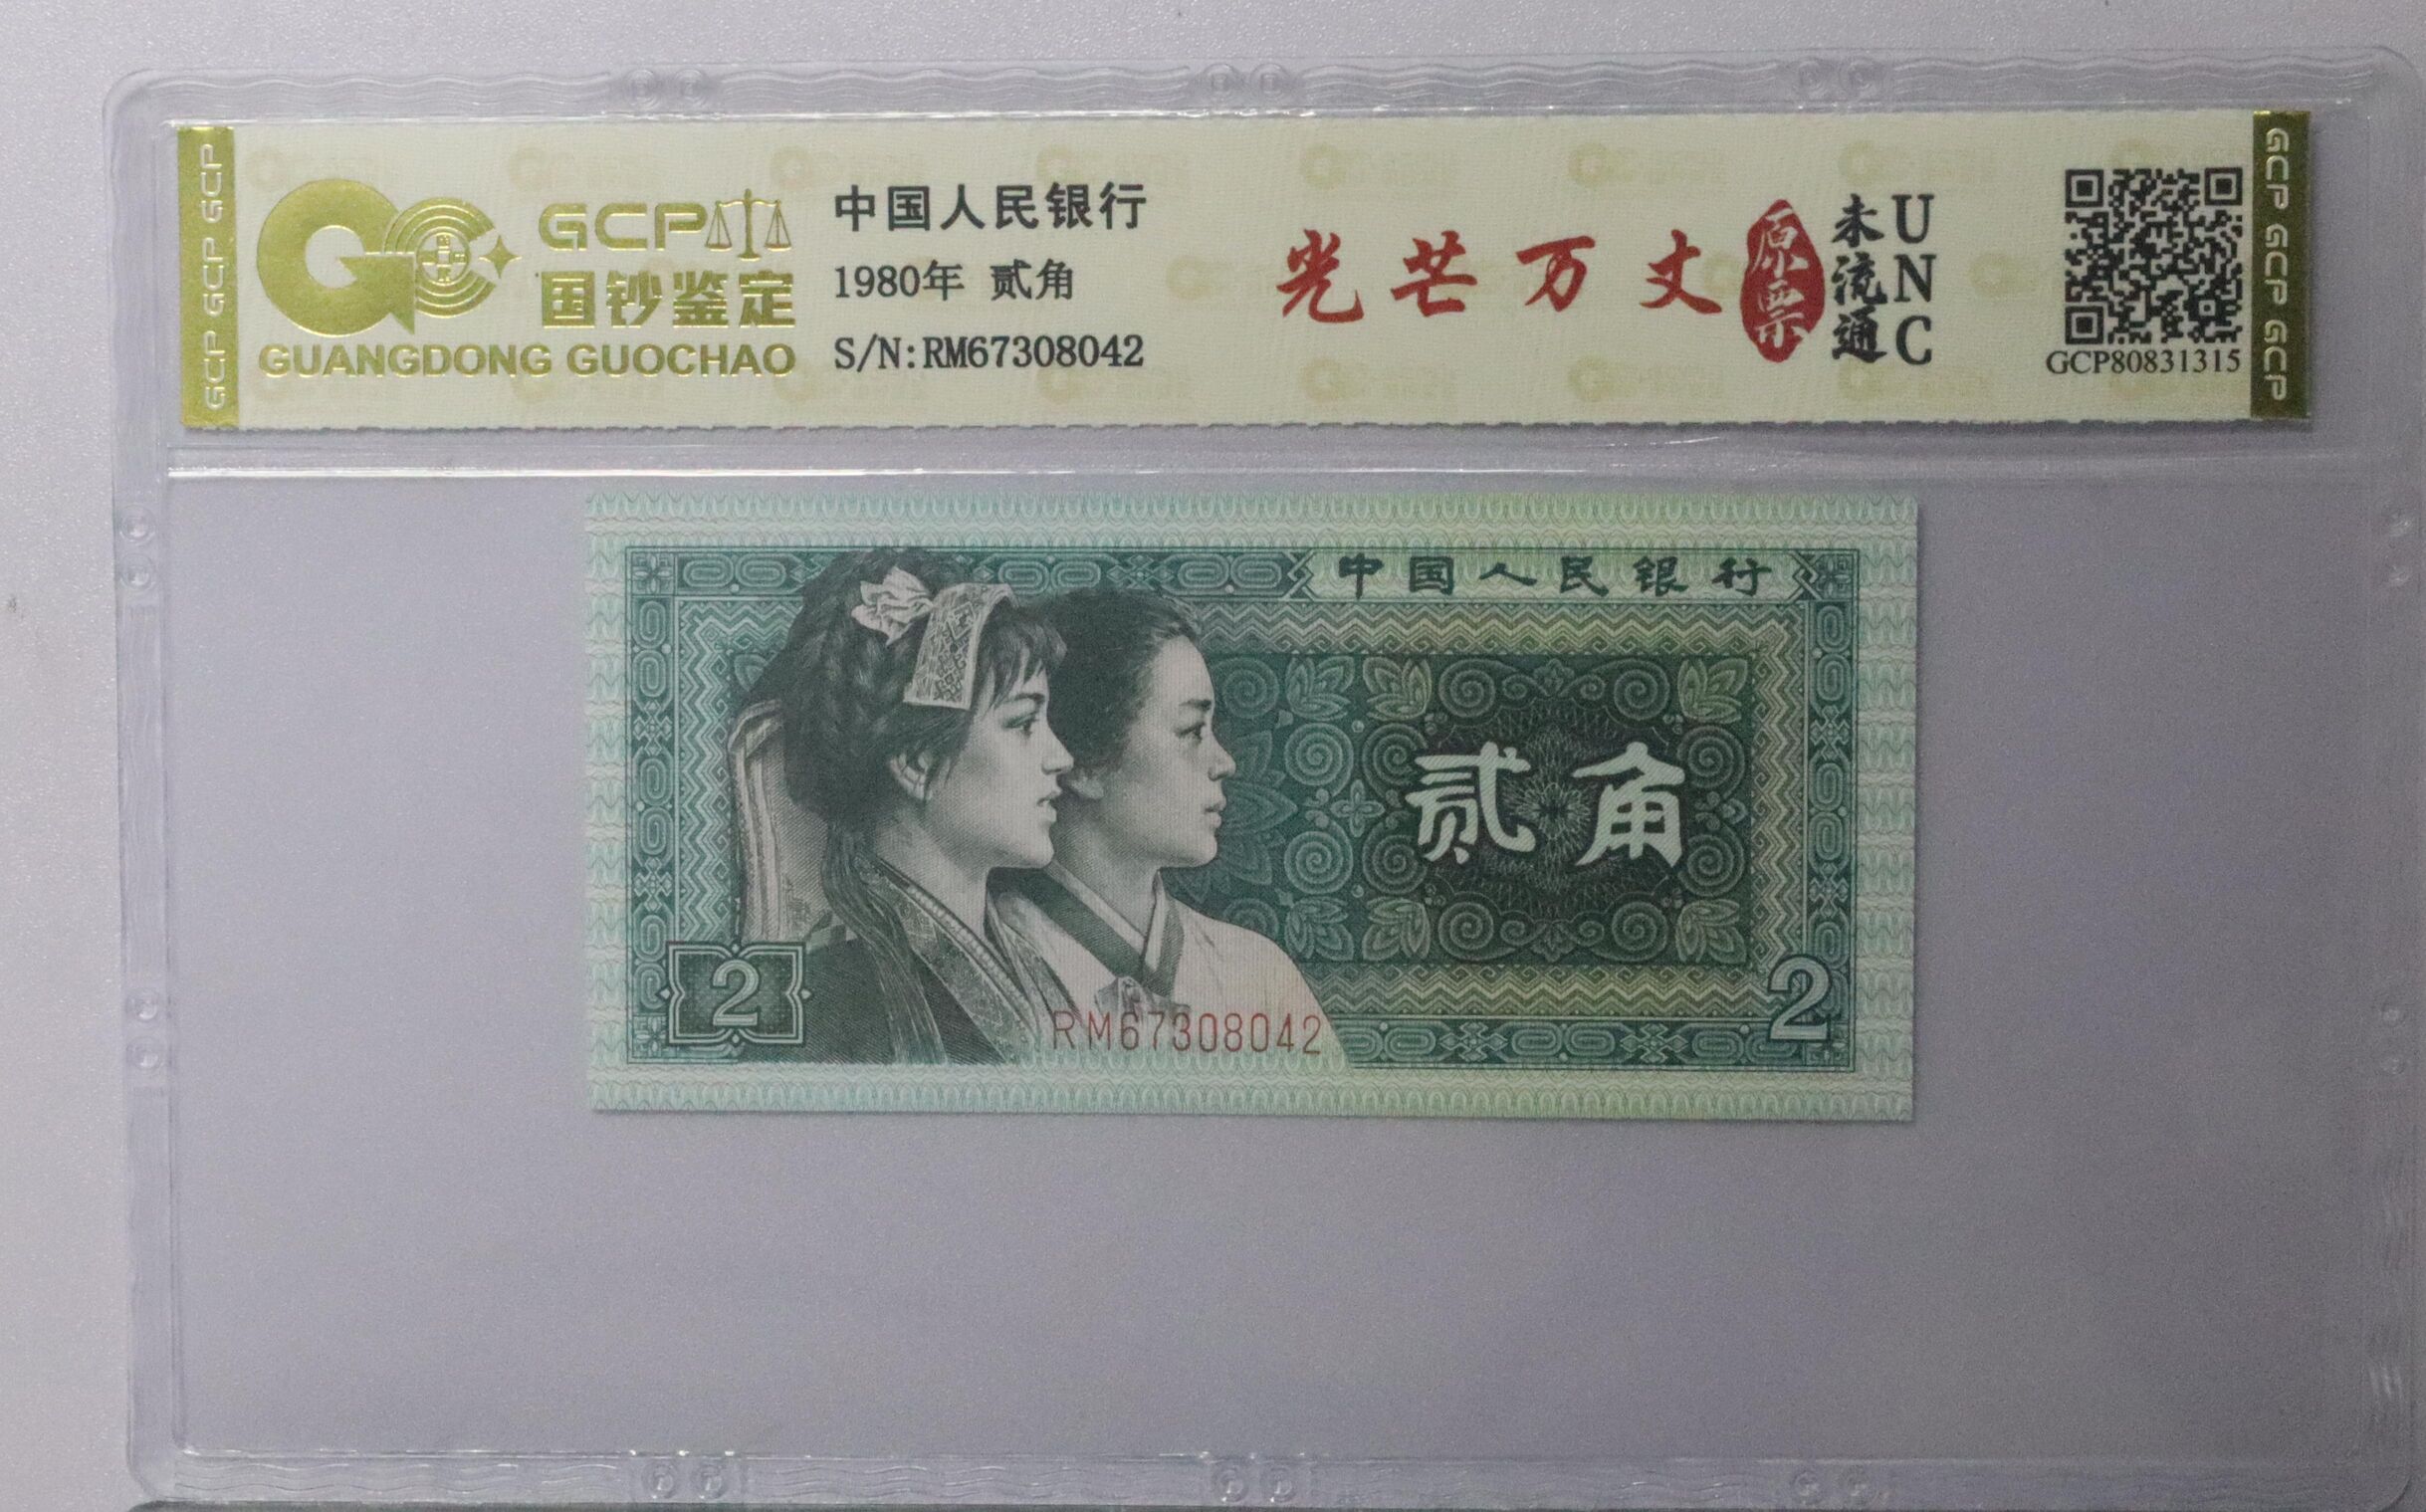 GCP GCP GCP
GCP
国钞鉴定
GUANGDONG GUOCHAO
中国人民银行
1980年 贰角
S/N:RM67308042
光芒万丈
原票
未流通
UNC
GCP80831315
GCP GCP GCP
中国人民银行
贰角
2
RM67308042
2